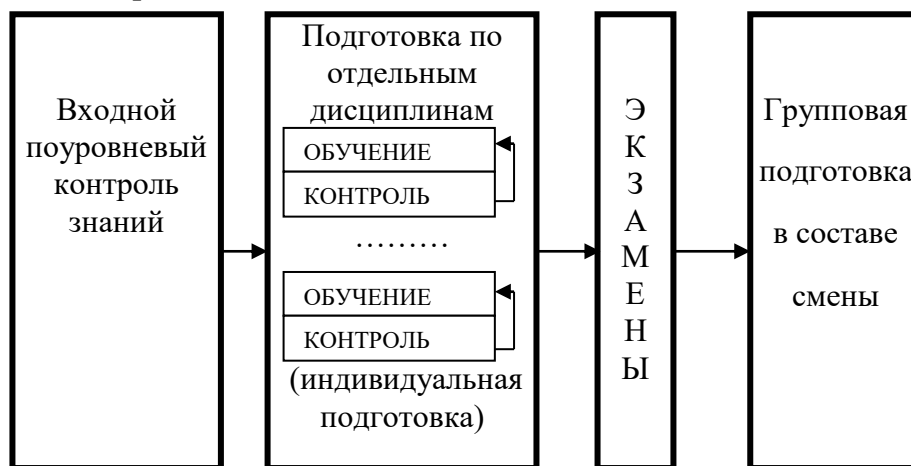 Входной
поуровневый
контроль
знаний
Подготовка по
отдельным
дисциплинам
ОБУЧЕНИЕ
КОНТРОЛЬ
………
ОБУЧЕНИЕ
КОНТРОЛЬ
(индивидуальная
подготовка)
Э
К
З
А
М
Е
Н
Ы
Групповая
подготовка
в составе
смены